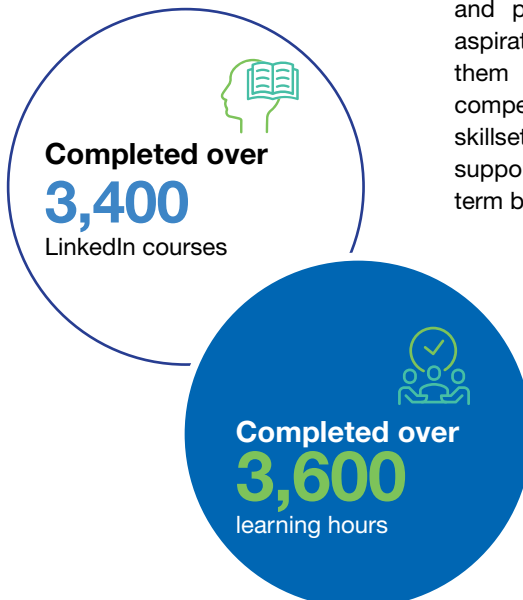 and
aspirat
them
compe
skillset
suppo
term b
Completed over
3,400
LinkedIn courses
Completed over
3,600
learning hours